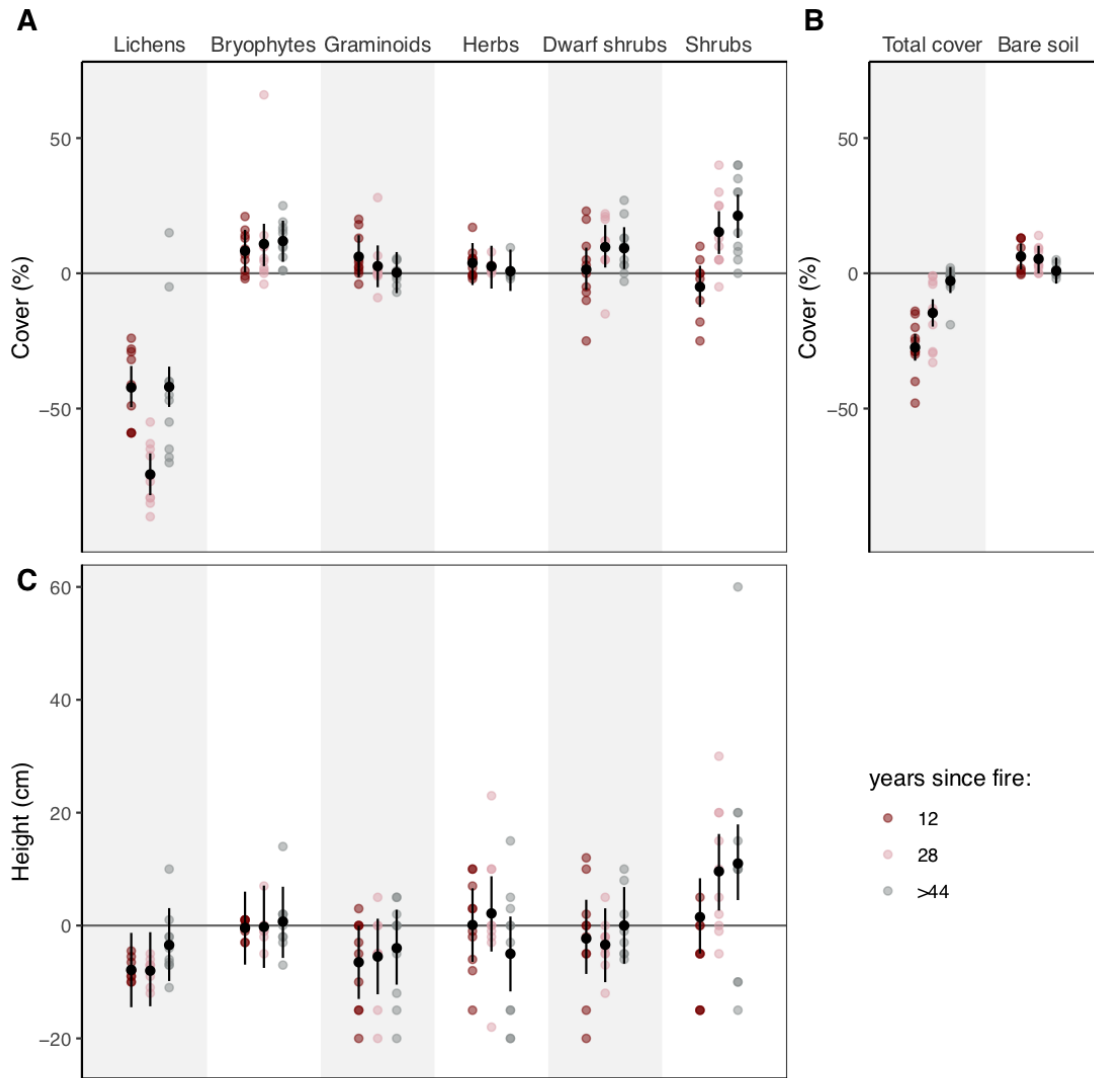 A
B
Lichens Bryophytes Graminoids Herbs Dwarf shrubs Shrubs
Total cover Bare soil
Cover (%)
50
0
−50
Cover (%)
50
0
−50
C
Height (cm)
60
40
20
0
−20
years since fire:
12
28
>44